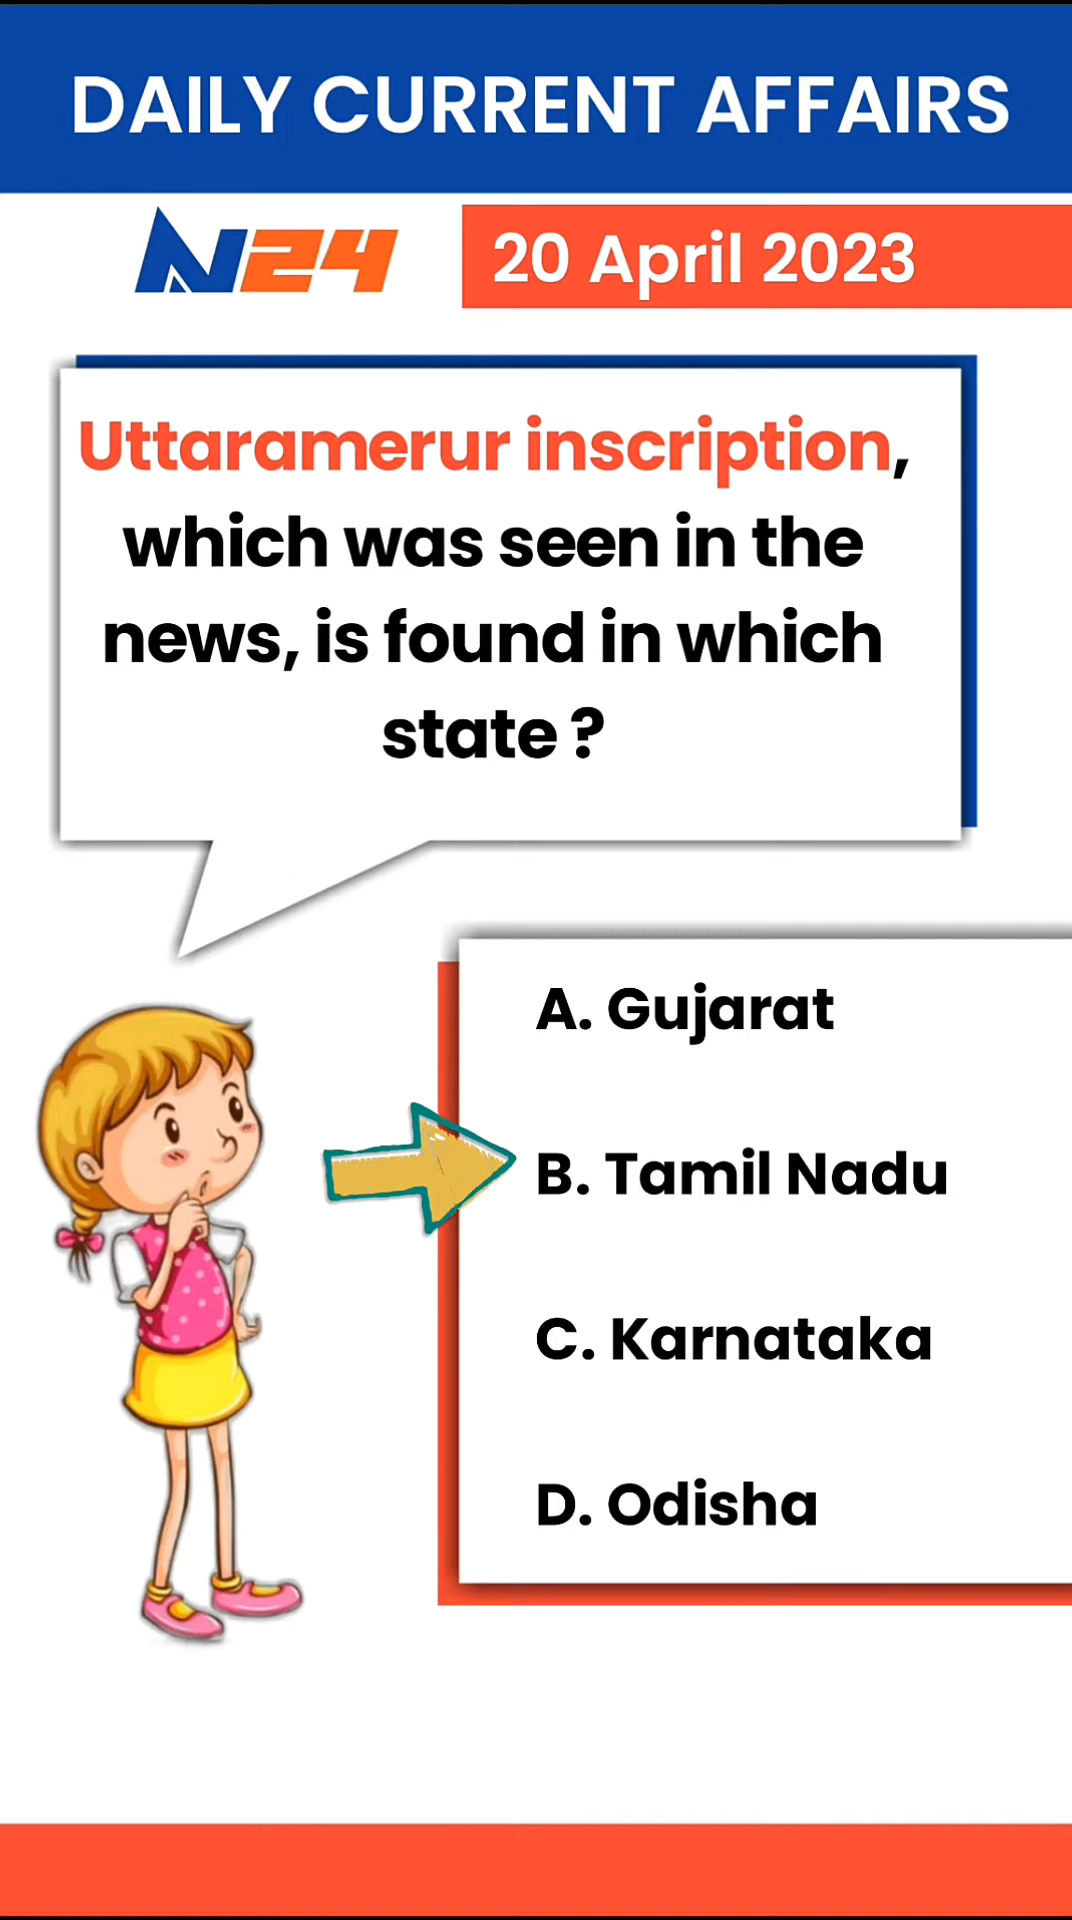 DAILY CURRENT AFFAIRS
N24
20 April 2023
Uttaramerur inscription,
which was seen in the
news, is found in which
state ?
A. Gujarat
B. Tamil Nadu
C. Karnataka
D. Odisha